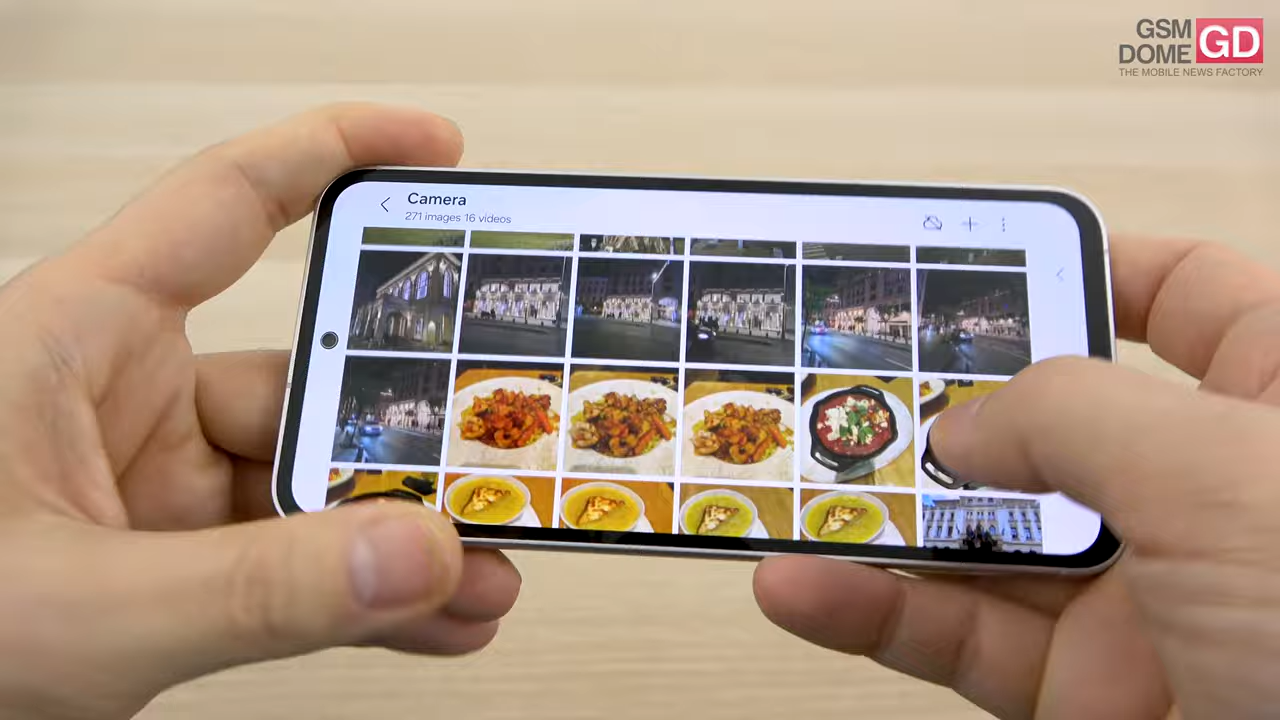 GSM
DOME GD
THE MOBILE NEWS FACTORY
Camera
271 images 16 videos